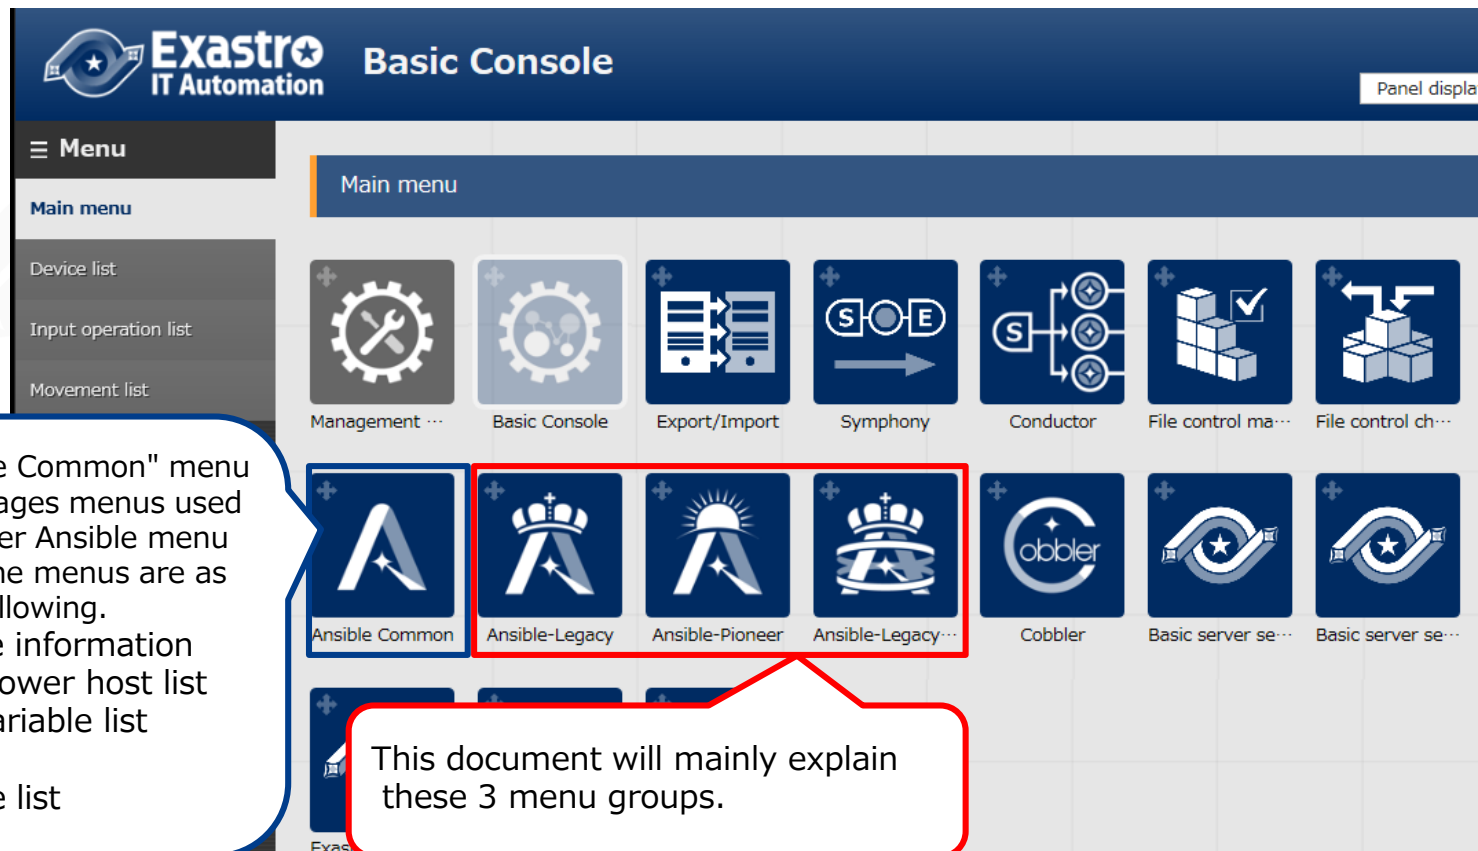 Exastro
IT Automation
Basic Console
Panel displa
Menu
Main menu
Device list
Input operation list
Movement list
Main menu
Management ···
Basic Console
Export/Import
S E
Symphony
S
Conductor
File control ma···
File control ch···
Ansible Common
Ansible-Legacy
Ansible-Pioneer
Ansible-Legacy···
Cobbler
Cobbler
Basic server se···
Basic server se···
e Common" menu
ages menus used
er Ansible menu
ne menus are as
llowing.
e information
ower host list
ariable list
e list
This document will mainly explain
these 3 menu groups.
Exas